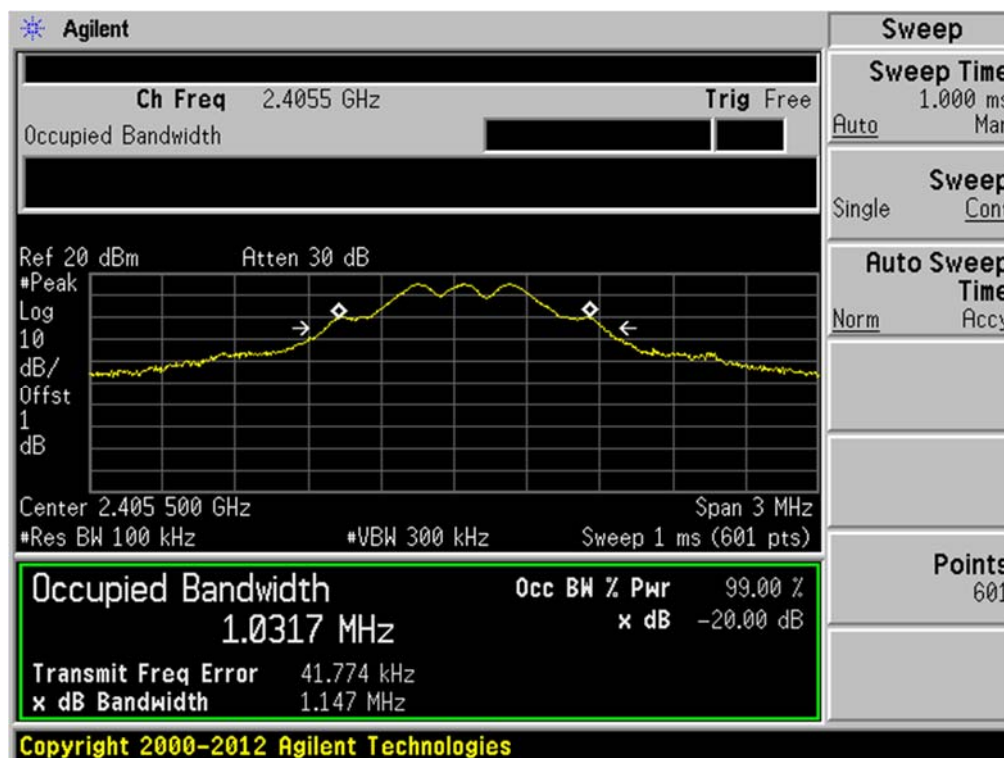 Agilent
Sweep
Ch Freq 2.4055 GHz Trig Free
Occupied Bandwidth
Sweep Time
1.000 ms
Auto Man
Sweep
Single Cont
Auto Sweep
Time
Norm Accy
Ref 20 dBm Atten 30 dB
#Peak
Log
10
dB/
Offst
1
dB
Center 2.405 500 GHz Span 3 MHz
#Res BW 100 kHz #VBW 300 kHz Sweep 1 ms (601 pts)
Points
601
Occupied Bandwidth
1.0317 MHz
Occ BW % Pwr 99.00 %
x dB -20.00 dB
Transmit Freq Error 41.774 kHz
x dB Bandwidth 1.147 MHz
Copyright 2000-2012 Agilent Technologies